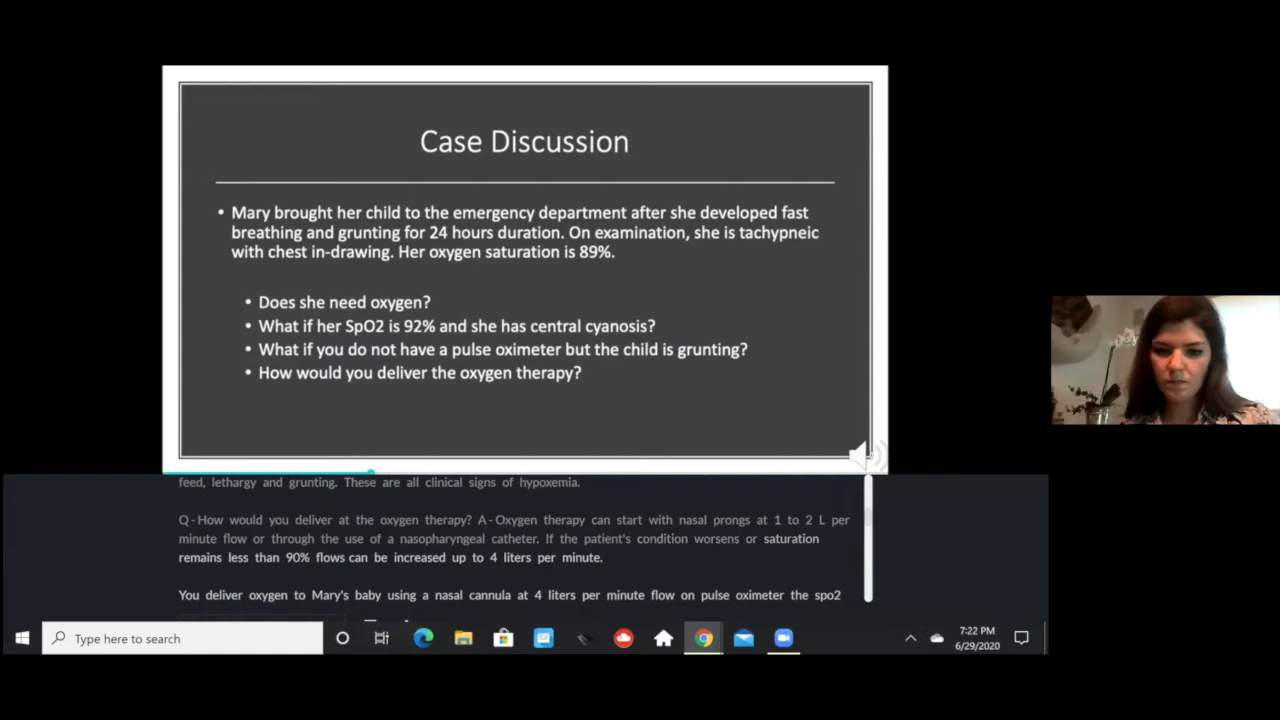 Case Discussion
• Mary brought her child to the emergency department after she developed fast
breathing and grunting for 24 hours duration. On examination, she is tachypneic
with chest in-drawing. Her oxygen saturation is 89%.
• Does she need oxygen?
• What if her SpO2 is 92% and she has central cyanosis?
• What if you do not have a pulse oximeter but the child is grunting?
• How would you deliver the oxygen therapy?
feed, lethargy and grunting. These are all clinical signs of hypoxemia.
Q-How would you deliver at the oxygen therapy? A-Oxygen therapy can start with nasal prongs at 1 to 2 L per
minute flow or through the use of a nasopharyngeal catheter. If the patient's condition worsens or saturation
remains less than 90% flows can be increased up to 4 liters per minute.
You deliver oxygen to Mary's baby using a nasal cannula at 4 liters per minute flow on pulse oximeter the spo2
Type here to search
7:22 PM
6/29/2020